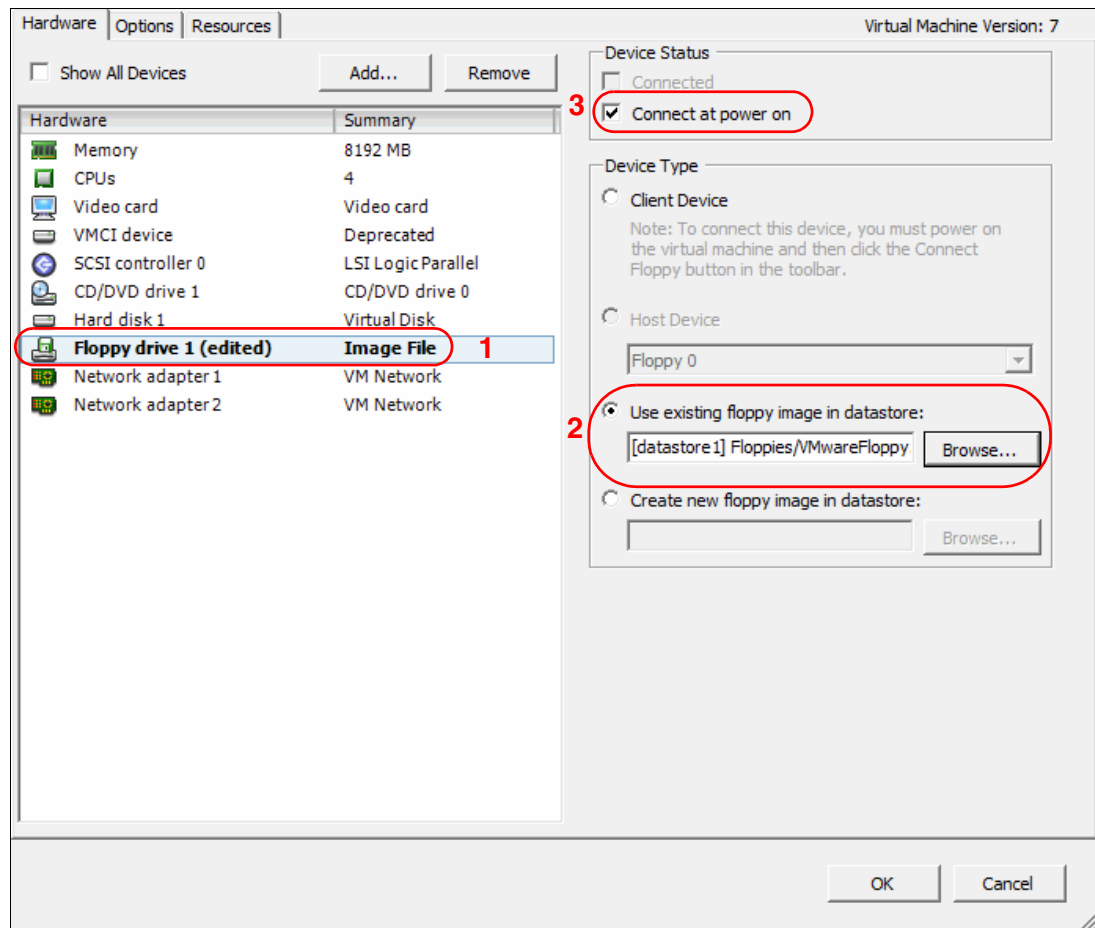 Hardware Options Resources Virtual Machine Version: 7
Show All Devices Add... Remove
Hardware Summary
Memory 8192 MB
CPUs 4
Video card Video card
VMCI device Deprecated
SCSI controller 0 LSI Logic Parallel
CD/DVD drive 1 CD/DVD drive 0
Hard disk 1 Virtual Disk
Floppy drive 1 (edited) Image File 1
Network adapter 1 VM Network
Network adapter 2 VM Network
Device Status
Connected
3 Connect at power on
Device Type
Client Device
Note: To connect this device, you must power on
the virtual machine and then click the Connect
Floppy button in the toolbar.
Host Device
Floppy 0
2 Use existing floppy image in datastore:
[datastore1] Floppies/VMwareFloppy. Browse...
Create new floppy image in datastore:
Browse...
OK Cancel